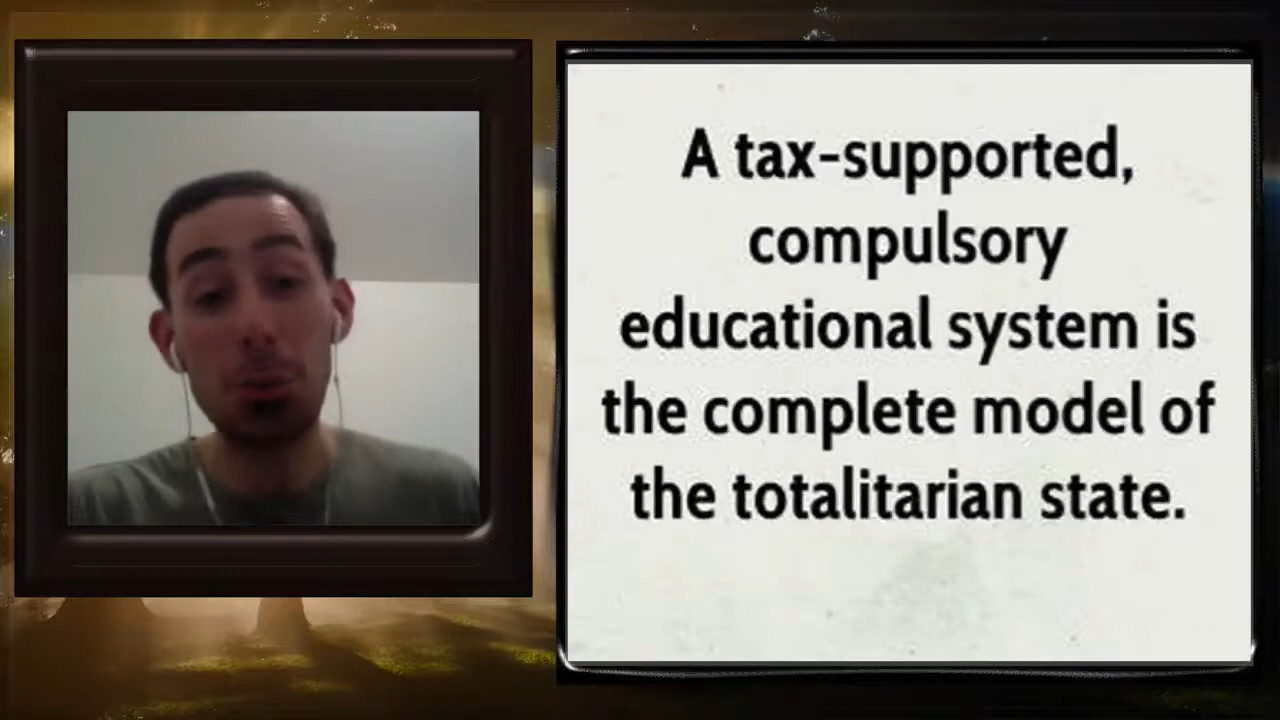 A tax-supported,
compulsory
educational system is
the complete model of
the totalitarian state.